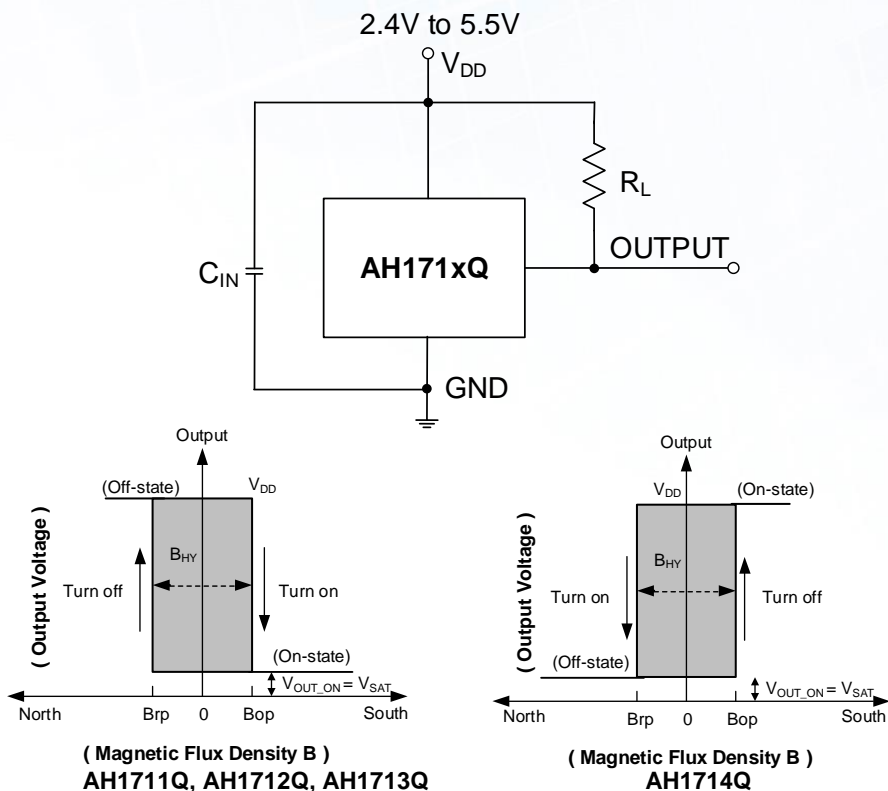 2.4V to 5.5V
VDD
CIN
AH171xQ
RL
OUTPUT
GND
Output
(Off-state)
VDD
( Output Voltage )
BHY
Turn off
Turn on
(On-state)
VOUT_ON = VSAT
North
Brp
0
Bop
South
( Magnetic Flux Density B )
AH1711Q, AH1712Q, AH1713Q
Output
VDD
(On-state)
( Output Voltage )
BHY
Turn on
Turn off
(Off-state)
VOUT_ON = VSAT
North
Brp
0
Bop
South
( Magnetic Flux Density B )
AH1714Q